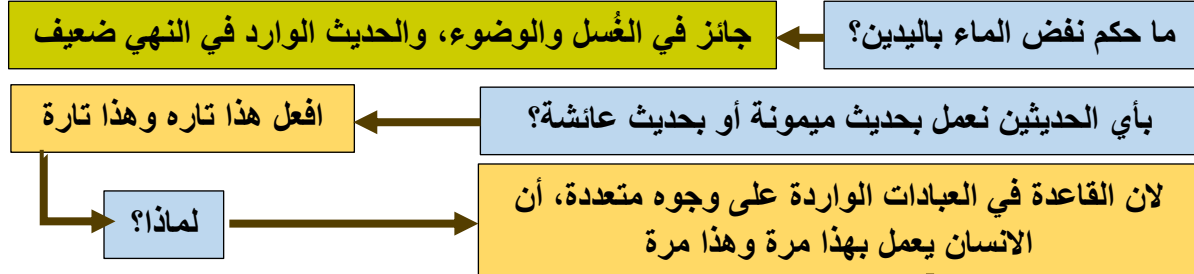 ما حكم نفض الماء باليدين؟
جائز في الغُسل والوضوء، والحديث الوارد في النهي ضعيف
بأي الحديثين نعمل بحديث ميمونة أو بحديث عائشة؟
افعل هذا تاره وهذا تارة
لماذا؟
لان القاعدة في العبادات الواردة على وجوه متعددة، أن
الانسان يعمل بهذا مرة وهذا مرة